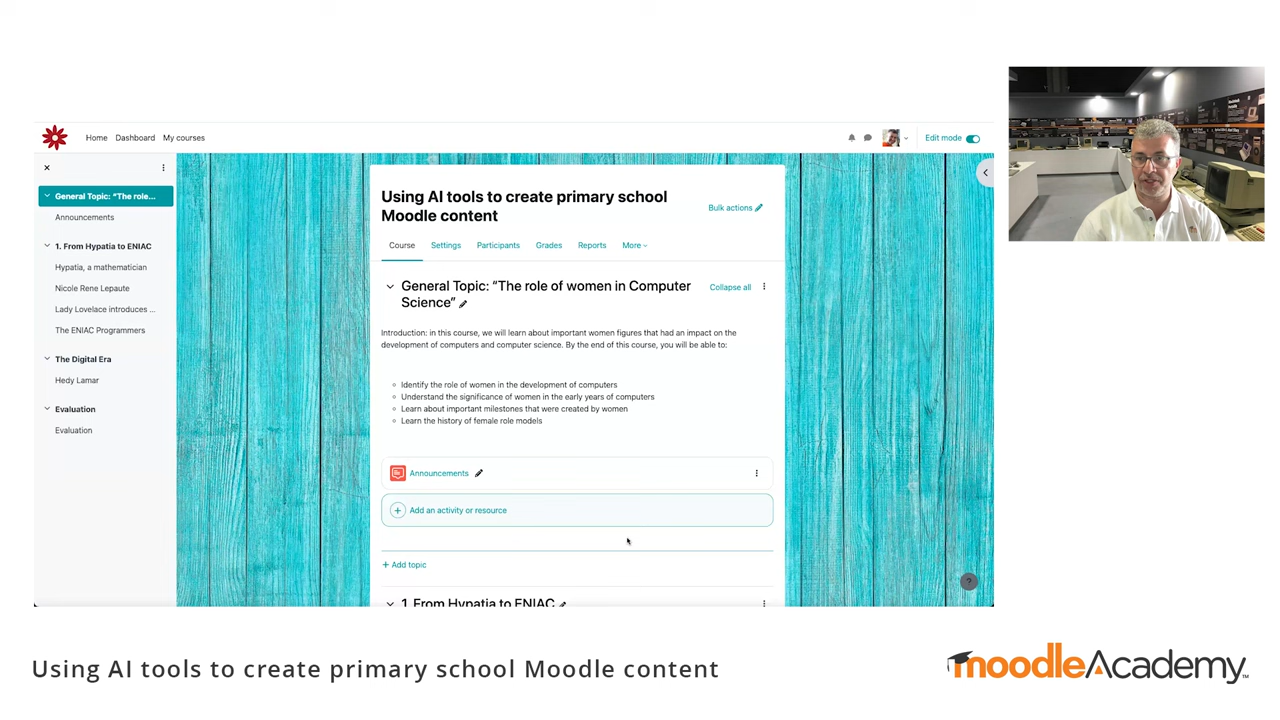 Home Dashboard My courses
Edit mode
General Topic: “The role...
Announcements
1. From Hypatia to ENIAC
Hypatia, a mathematician
Nicole Rene Lepaute
Lady Lovelace introduces ...
The ENIAC Programmers
The Digital Era
Hedy Lamar
Evaluation
Evaluation
Using AI tools to create primary school
Moodle content
Bulk actions
Course Settings Participants Grades Reports More
General Topic: “The role of women in Computer
Science”
Collapse all
Introduction: in this course, we will learn about important women figures that had an impact on the
development of computers and computer science. By the end of this course, you will be able to:
Identify the role of women in the development of computers
Understand the significance of women in the early years of computers
Learn about important milestones that were created by women
Learn the history of female role models
Announcements
Add an activity or resource
+ Add topic
?
1. From Hypatia to ENIAC
Using AI tools to create primary school Moodle content
moodleAcademy™